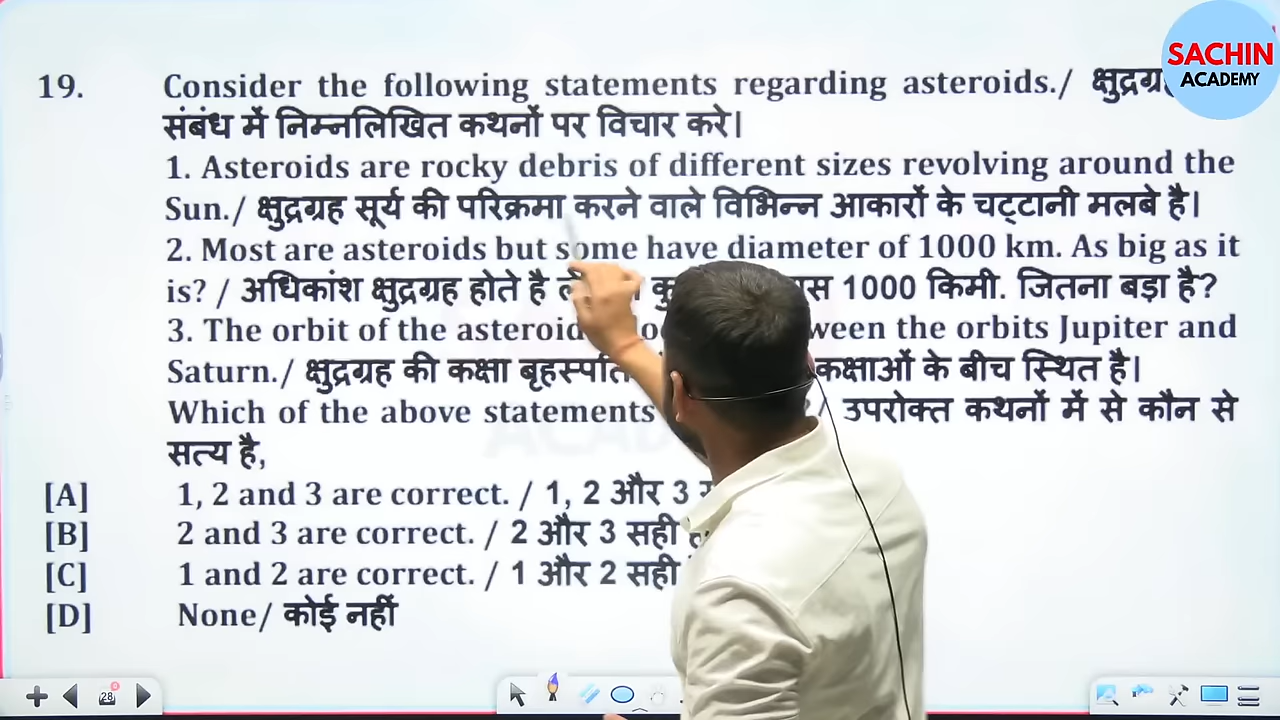 SACHIN
ACADEMY
19. Consider the following statements regarding asteroids./
संबंध में निम्नलिखित कथनों पर विचार करे।
1. Asteroids are rocky debris of different sizes revolving around the
Sun./ क्षुद्रग्रह सूर्य की परिक्रमा करने वाले विभिन्न आकारों के चट्टानी मलबे है।
2. Most are asteroids but some have diameter of 1000 km. As big as it
is? / अधिकांश क्षुद्रग्रह होते है 1000 किमी. जितना बड़ा है?
3. The orbit of the asteroid the orbits Jupiter and
Saturn./ क्षुद्रग्रह की कक्षा बृहस्पति कक्षाओं के बीच स्थित है।
Which of the above statements / उपरोक्त कथनों में से कौन से
सत्य है,
[A] 1, 2 and 3 are correct. / 1, 2 और 3
[B] 2 and 3 are correct. / 2 और 3 सही
[C] 1 and 2 are correct. / 1 और 2 सही
[D] None/ कोई नहीं
28